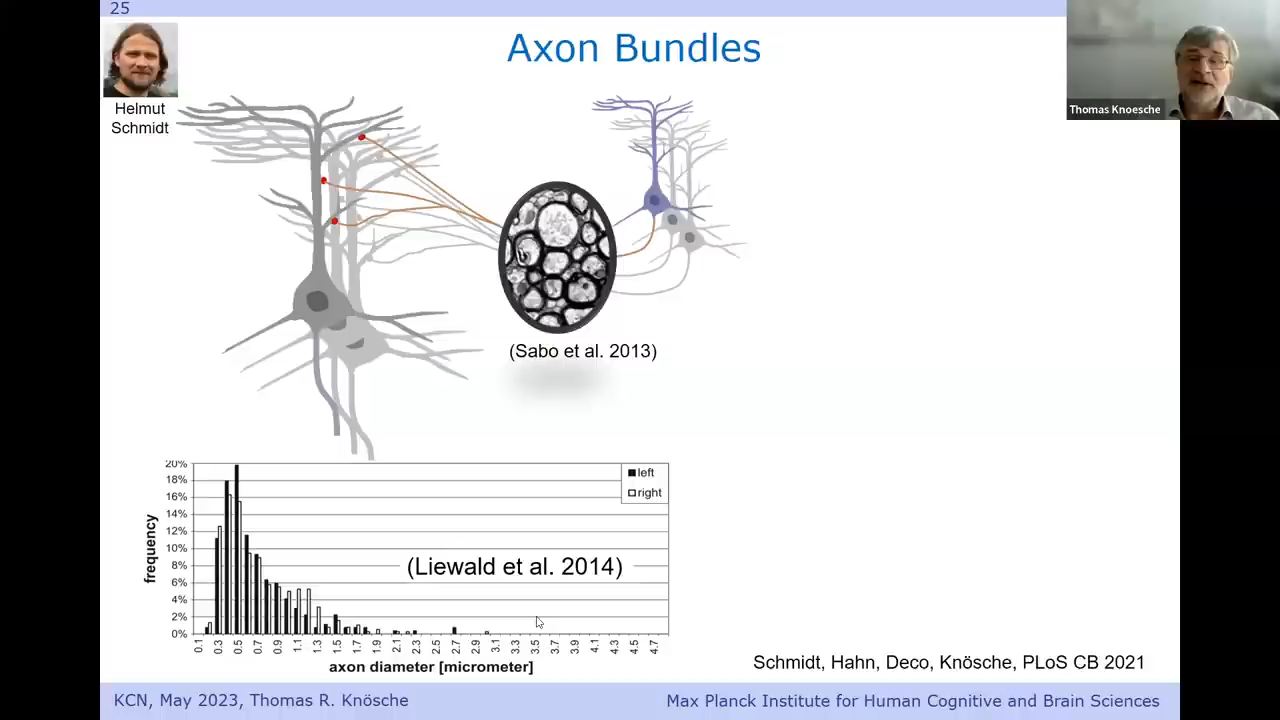 25
Axon Bundles
Helmut
Schmidt
Thomas Knoesche
(Sabo et al. 2013)
20%
18%
16%
14%
12%
10%
8%
6%
4%
2%
0%
frequency
left
right
(Liewald et al. 2014)
0.1 0.3 0.5 0.7 0.9 1.1 1.3 1.5 1.7 1.9 2.1 2.3 2.5 2.7 2.9 3.1 3.3 3.5 3.7 3.9 4.1 4.3 4.5 4.7
axon diameter [micrometer]
Schmidt, Hahn, Deco, Knösche, PLoS CB 2021
KCN, May 2023, Thomas R. Knösche
Max Planck Institute for Human Cognitive and Brain Sciences